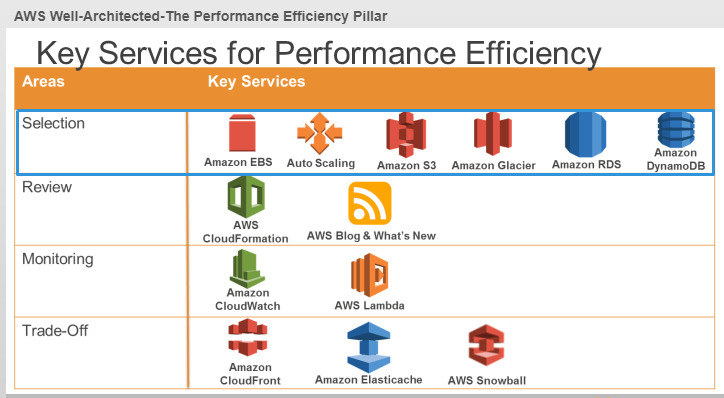 AWS Well-Architected-The Performance Efficiency Pillar
Key Services for Performance Efficiency
Areas
Key Services
Selection
Amazon EBS
Auto Scaling
Amazon S3
Amazon Glacier
Amazon RDS
Amazon
DynamoDB
Review
AWS
CloudFormation
AWS Blog & What's New
Monitoring
Amazon
CloudWatch
AWS Lambda
Trade-Off
Amazon
CloudFront
Amazon Elasticache
AWS Snowball